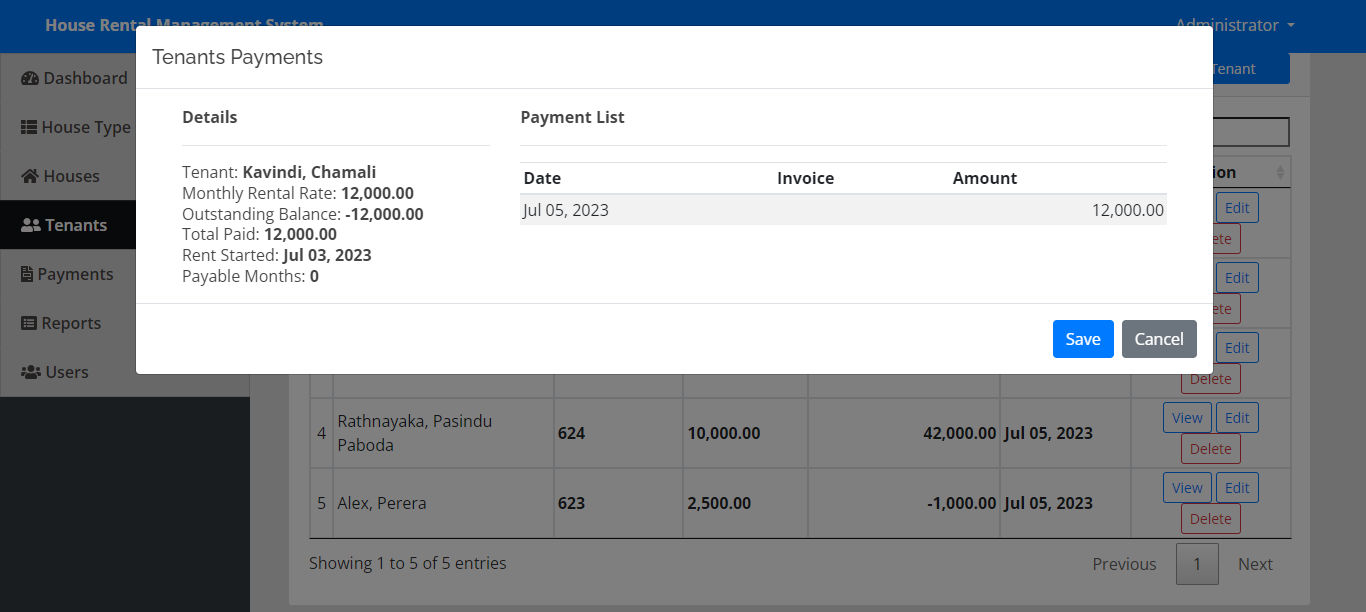 House Rental Management System
Administrator
Tenants Payments
Dashboard
House Type
Houses
Tenants
Payments
Reports
Users
Details
Tenant: Kavindi, Chamali
Monthly Rental Rate: 12,000.00
Outstanding Balance: -12,000.00
Total Paid: 12,000.00
Rent Started: Jul 03, 2023
Payable Months: 0
Payment List
Date Invoice Amount
Jul 05, 2023 12,000.00
Save Cancel
Tenant
Edit
Edit
Edit
Delete
4 Rathnayaka, Pasindu Paboda 624 10,000.00 42,000.00 Jul 05, 2023 View Edit
Delete
5 Alex, Perera 623 2,500.00 -1,000.00 Jul 05, 2023 View Edit
Delete
Showing 1 to 5 of 5 entries
Previous 1 Next